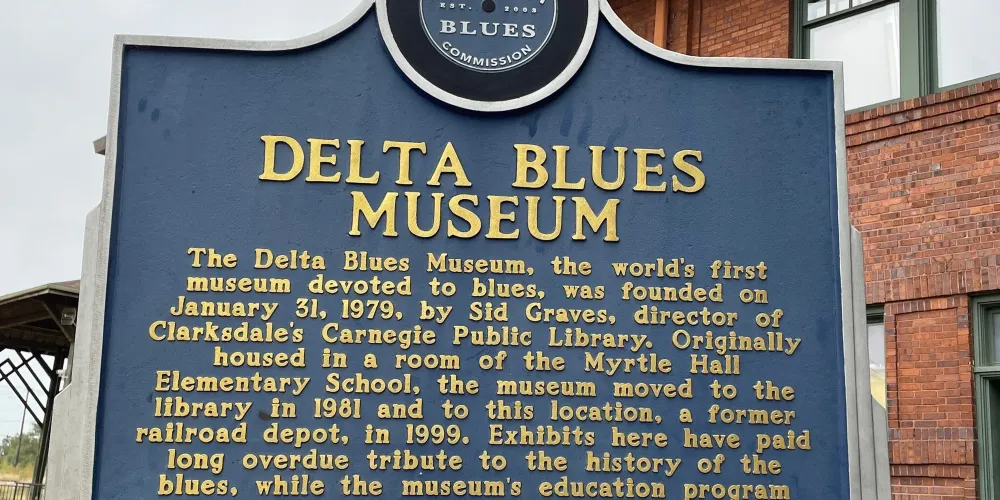 EST. 2003
BLUES
COMMISSION
DELTA BLUES
MUSEUM
The Delta Blues Museum, the world's first
museum devoted to blues, was founded on
January 31, 1979, by Sid Graves, director of
Clarksdale's Carnegie Public Library. Originally
housed in a room of the Myrtle Hall
Elementary School, the museum moved to the
library in 1981 and to this location, a former
railroad depot, in 1999. Exhibits here have paid
long overdue tribute to the history of the
blues, while the museum's education program